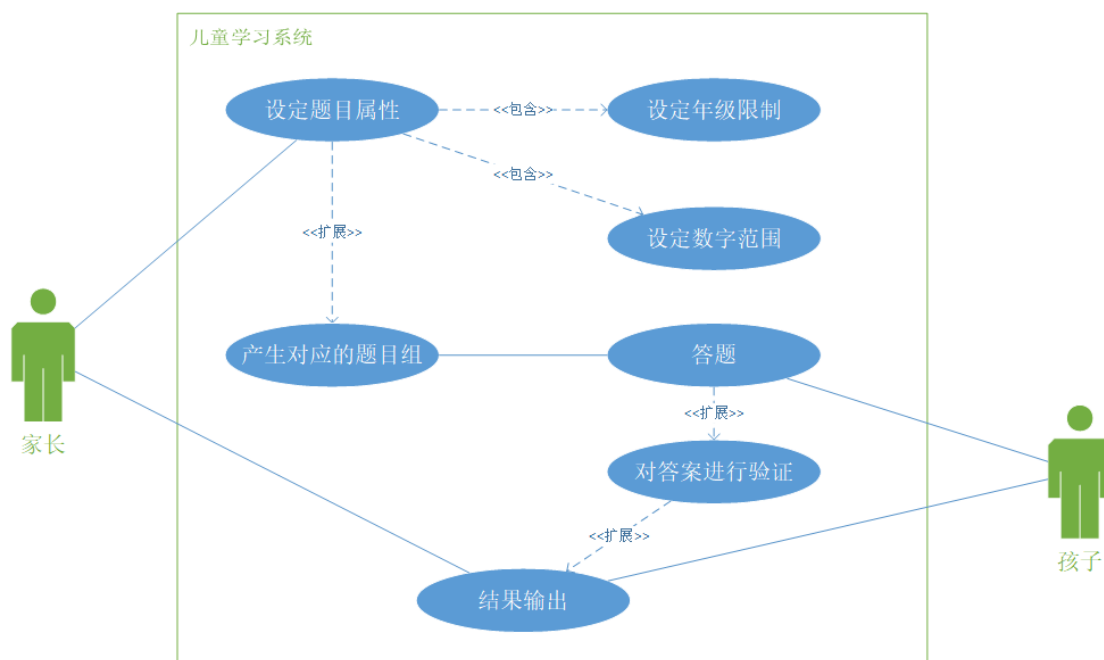 儿童学习系统
设定题目属性
<<包含>>
设定年级限制
<<包含>>
<<扩展>>
设定数字范围
产生对应的题目组
答题
<<扩展>>
家长
对答案进行验证
<<扩展>>
孩子
结果输出